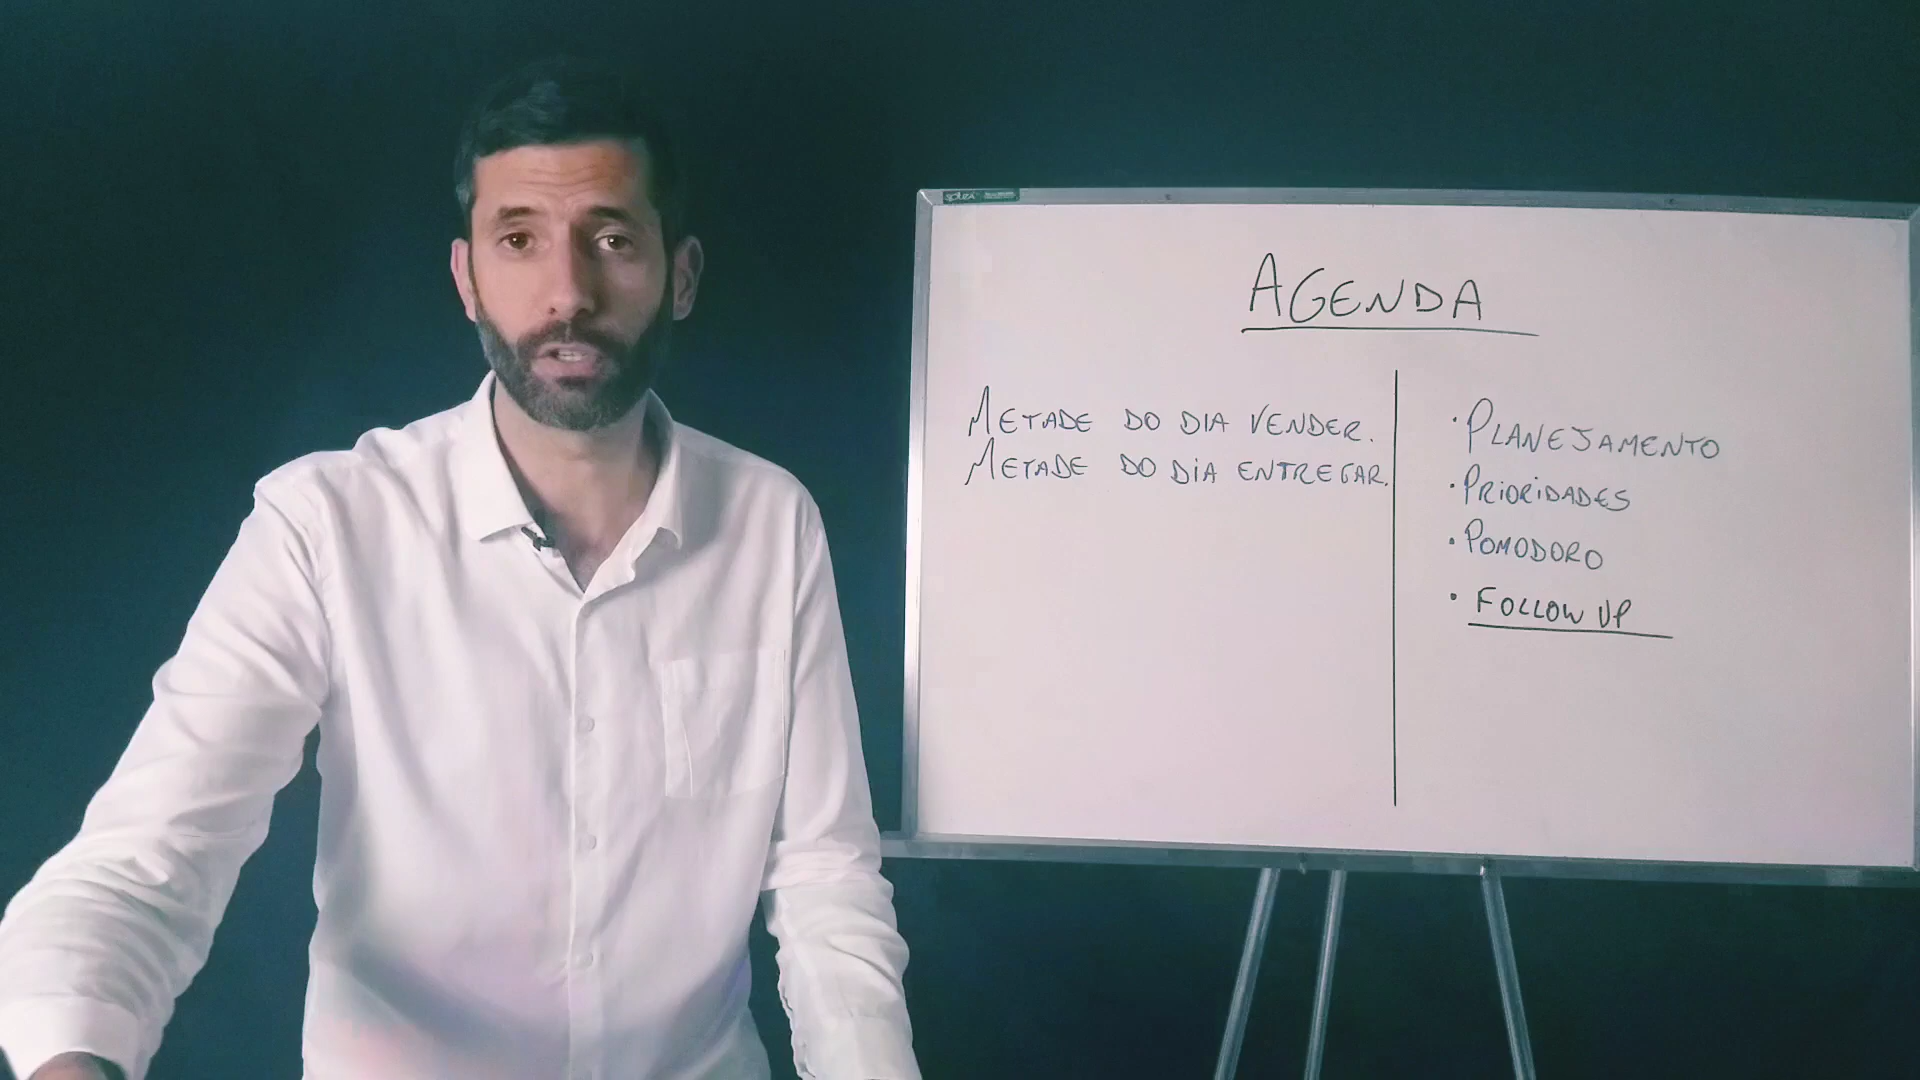 AGENDA
METADE DO DIA VENDER.
METADE DO DIA ENTREGAR.
· PLANEJAMENTO
· PRIORIDADES
· POMODORO
· FOLLOW UP